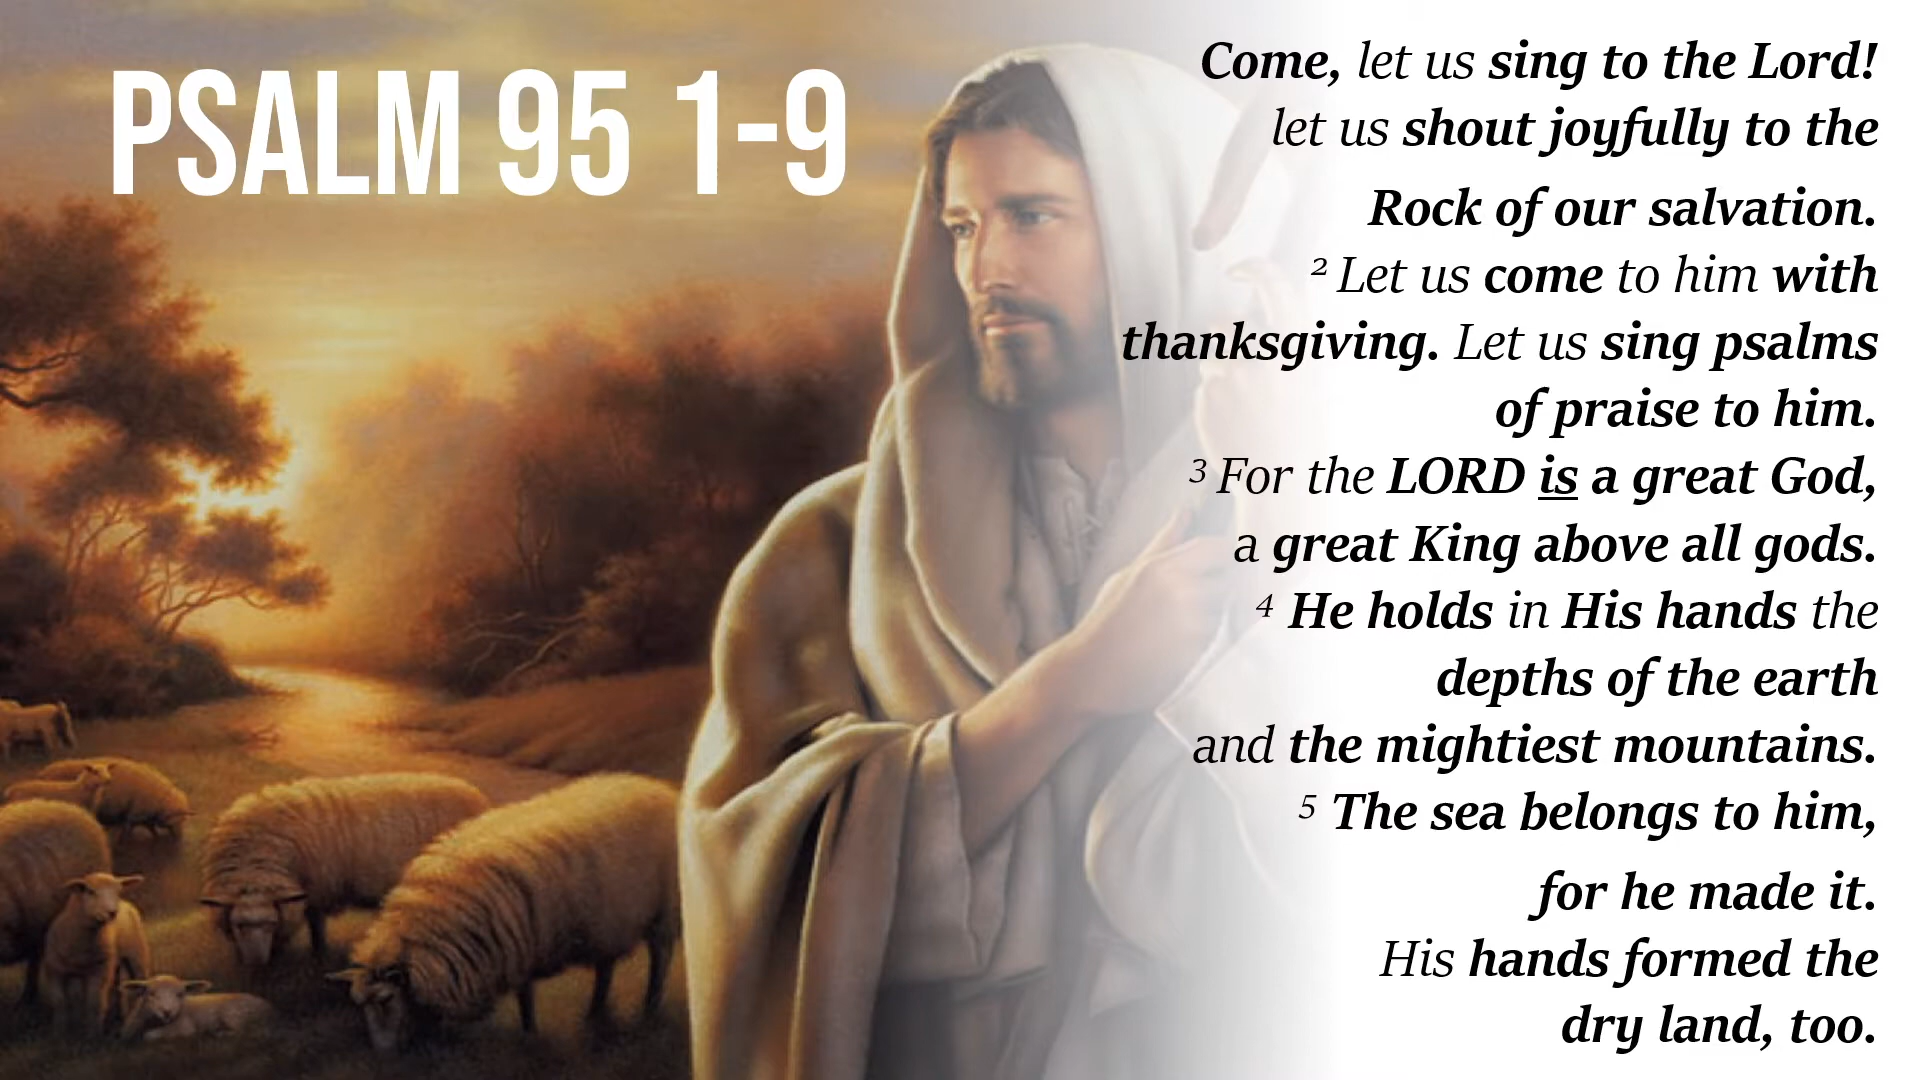 PSALM 95 1-9
Come, let us sing to the Lord!
let us shout joyfully to the
Rock of our salvation.
² Let us come to him with
thanksgiving. Let us sing psalms
of praise to him.
³ For the LORD is a great God,
a great King above all gods.
⁴ He holds in His hands the
depths of the earth
and the mightiest mountains.
⁵ The sea belongs to him,
for he made it.
His hands formed the
dry land, too.